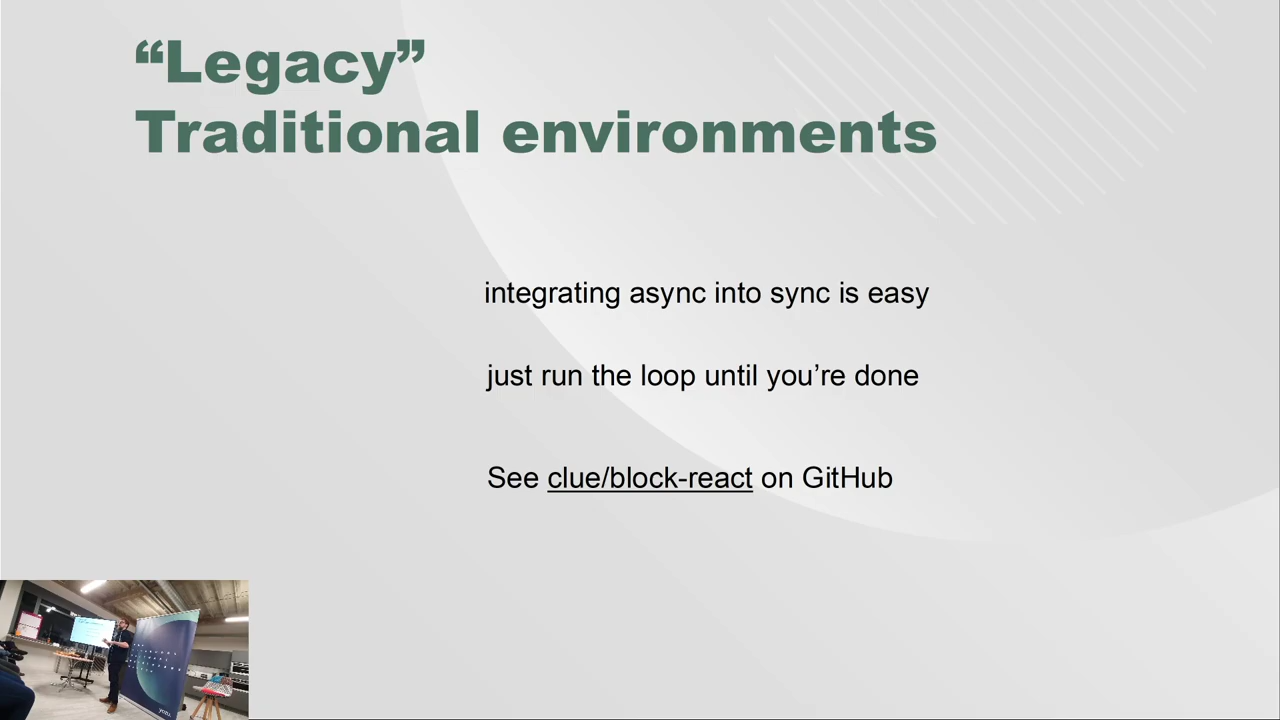 “Legacy”
Traditional environments
integrating async into sync is easy
just run the loop until you’re done
See clue/block-react on GitHub